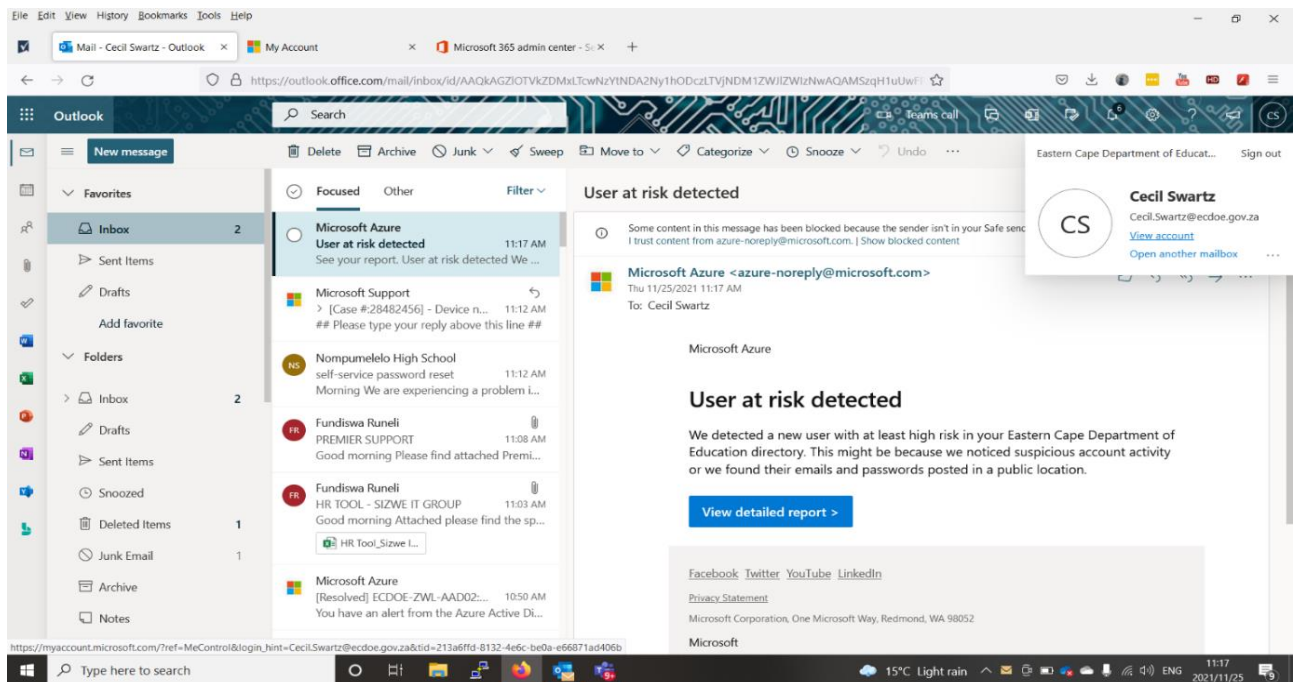 File Edit View History Bookmarks Tools Help
Mail - Cecil Swartz - Outlook
My Account
Microsoft 365 admin center - Se
https://outlook.office.com/mail/inbox/id/
Outlook
Search
Teams call
6
CS
New message
Delete Archive Junk Sweep Move to Categorize Snooze Undo
Eastern Cape Department of Educat... Sign out
CS
Cecil Swartz
Cecil.Swartz@ecdoe.gov.za
View account
Open another mailbox
Favorites
Inbox 2
Sent Items
Drafts
Add favorite
Folders
Inbox 2
Drafts
Sent Items
Snoozed
Deleted Items 1
Junk Email 1
Archive
Notes
Focused Other Filter
Microsoft Azure
User at risk detected 11:17 AM
See your report. User at risk detected We ...
Microsoft Support
> [Case #:28482456] - Device n... 11:12 AM
## Please type your reply above this line ##
NS
Nompumelelo High School
self-service password reset 11:12 AM
Morning We are experiencing a problem i...
FR
Fundiswa Runeli
PREMIER SUPPORT 11:08 AM
Good morning Please find attached Premi...
FR
Fundiswa Runeli
HR TOOL - SIZWE IT GROUP 11:03 AM
Good morning Attached please find the sp...
HR Tool_Sizwe I...
Microsoft Azure
[Resolved] ECDOE-ZWL-AAD02:... 10:50 AM
You have an alert from the Azure Active Di...
User at risk detected
Some content in this message has been blocked because the sender isn't in your Safe senc
I trust content from azure-noreply@microsoft.com. | Show blocked content
Microsoft Azure <azure-noreply@microsoft.com>
Thu 11/25/2021 11:17 AM
To: Cecil Swartz
Microsoft Azure
User at risk detected
We detected a new user with at least high risk in your Eastern Cape Department of
Education directory. This might be because we noticed suspicious account activity
or we found their emails and passwords posted in a public location.
View detailed report >
Facebook Twitter YouTube LinkedIn
Privacy Statement
Microsoft Corporation, One Microsoft Way, Redmond, WA 98052
Microsoft
https://myaccount.microsoft.com/?ref=MeControl&login_hint=Cecil.Swartz@ecdoe.gov.za&tid=213a6ffd-8132-4e6c-be0a-e66871ad406b
Type here to search
15°C Light rain
ENG
11:17
2021/11/25